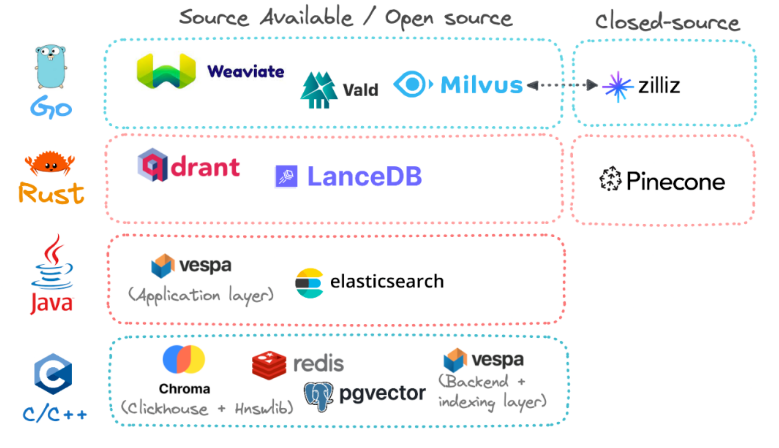 Source Available / Open source
Closed-source
Go
Weaviate
Vald
Milvus
zilliz
Rust
qdrant
LanceDB
Pinecone
Java
vespa
(Application layer)
elasticsearch
C
C/C++
Chroma
(Clickhouse + Hnswlib)
redis
pgvector
vespa
(Backend +
indexing layer)